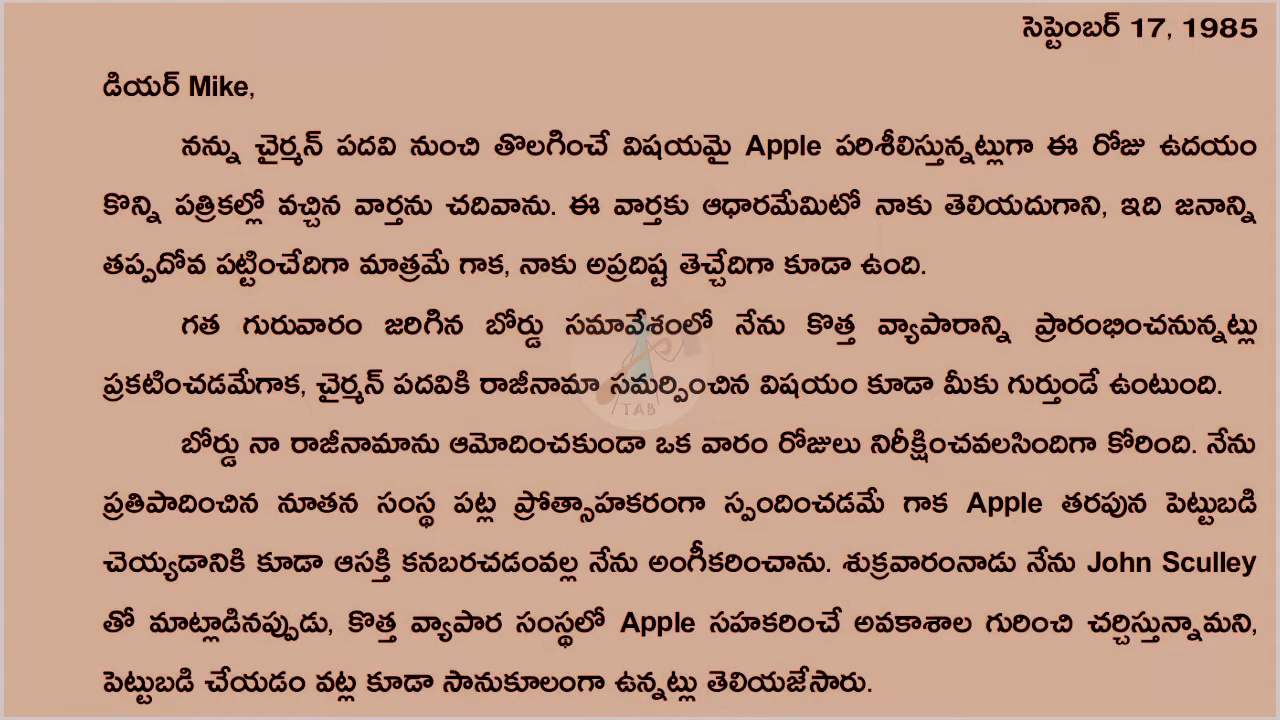 సెప్టెంబర్ 17, 1985
డియర్ Mike,
నన్ను చైర్మన్ పదవి నుంచి తొలగించే విషయమై Apple పరిశీలిస్తున్నట్లుగా ఈ రోజు ఉదయం
కొన్ని పత్రికల్లో వచ్చిన వార్తను చదివాను. ఈ వార్తకు ఆధారమేమిటో నాకు తెలియదుగాని, ఇది జనాన్ని
తప్పదోవ పట్టించేదిగా మాత్రమే గాక, నాకు అప్రదిష్ట తెచ్చేదిగా కూడా ఉంది.
గత గురువారం జరిగిన బోర్డు సమావేశంలో నేను కొత్త వ్యాపారాన్ని ప్రారంభించనున్నట్లు
ప్రకటించడమేగాక, చైర్మన్ పదవికి రాజీనామా సమర్పించిన విషయం కూడా మీకు గుర్తుండే ఉంటుంది.
TAB
బోర్డు నా రాజీనామాను ఆమోదించకుండా ఒక వారం రోజులు నిరీక్షించవలసిందిగా కోరింది. నేను
ప్రతిపాదించిన నూతన సంస్థ పట్ల ప్రోత్సాహకరంగా స్పందించడమే గాక Apple తరపున పెట్టుబడి
చెయ్యడానికి కూడా ఆసక్తి కనబరచడంవల్ల నేను అంగీకరించాను. శుక్రవారంనాడు నేను John Sculley
తో మాట్లాడినప్పుడు, కొత్త వ్యాపార సంస్థలో Apple సహకరించే అవకాశాల గురించి చర్చిస్తున్నామని,
పెట్టుబడి చేయడం వట్ల కూడా సానుకూలంగా ఉన్నట్లు తెలియజేసారు.